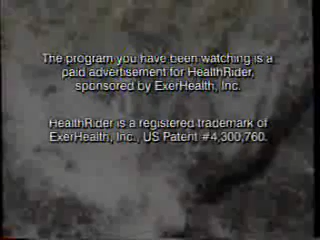 The program you have been watching is a
paid advertisement for HealthRider,
sponsored by ExerHealth, Inc.
HealthRider is a registered trademark of
ExerHealth, Inc., US Patent #4,300,760.